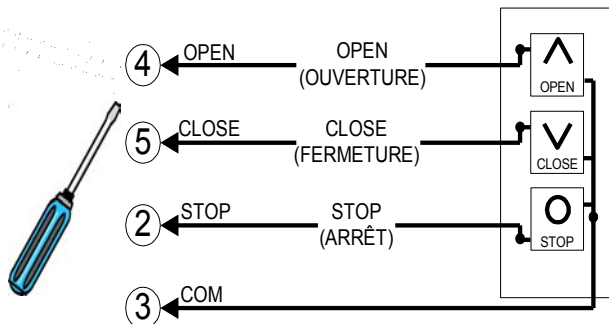 4 OPEN OPEN
(OUVERTURE)
OPEN
5 CLOSE CLOSE
(FERMETURE)
CLOSE
2 STOP STOP
(ARRÊT)
STOP
3 COM